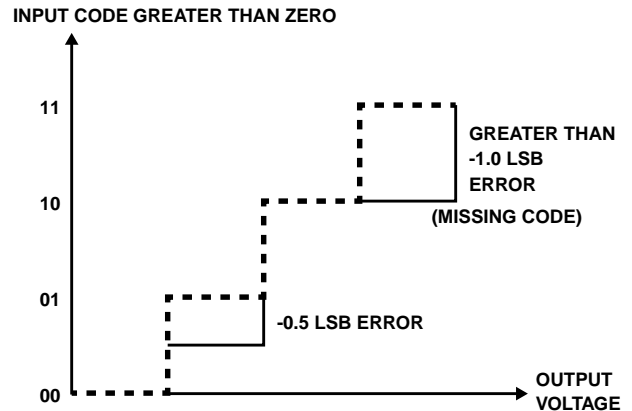 INPUT CODE GREATER THAN ZERO
11
GREATER THAN
-1.0 LSB
ERROR
10
(MISSING CODE)
01
-0.5 LSB ERROR
00
OUTPUT
VOLTAGE